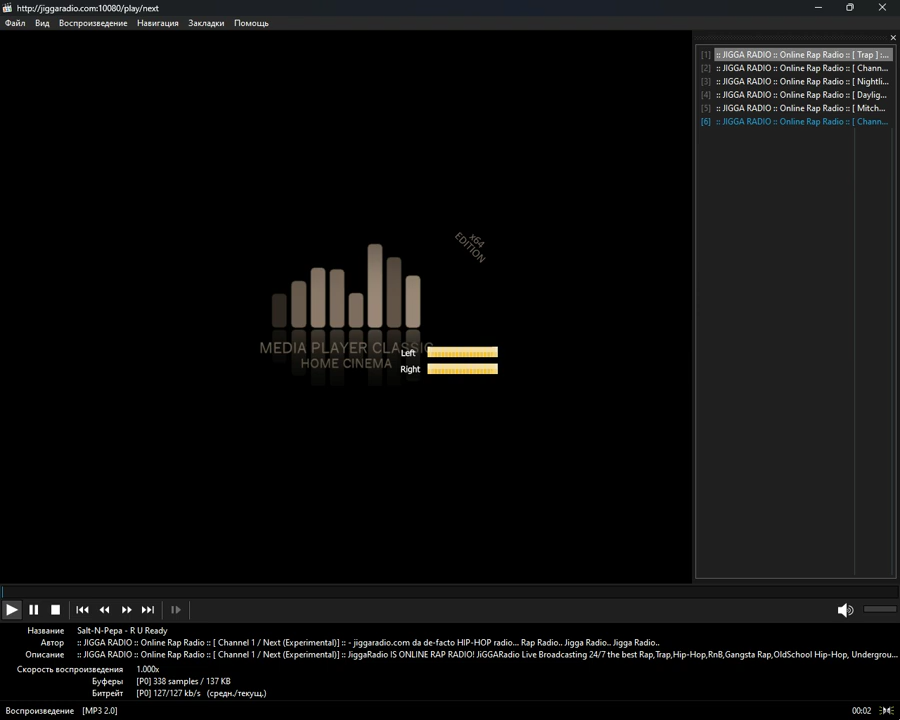 http://jiggaradio.com:10080/play/next
Файл Вид Воспроизведение Навигация Закладки Помощь
[1] :: JIGGA RADIO :: Online Rap Radio :: [ Trap ] :...
[2] :: JIGGA RADIO :: Online Rap Radio :: [ Chann...
[3] :: JIGGA RADIO :: Online Rap Radio :: [ Nightli...
[4] :: JIGGA RADIO :: Online Rap Radio :: [ Daylig...
[5] :: JIGGA RADIO :: Online Rap Radio :: [ Mitch...
[6] :: JIGGA RADIO :: Online Rap Radio :: [ Chann...
x64
EDITION
MEDIA PLAYER CLASSIC
HOME CINEMA
Left
Right
Название Salt-N-Pepa - R U Ready
Автор :: JIGGA RADIO :: Online Rap Radio :: [ Channel 1 / Next (Experimental)] :: - jiggaradio.com da de-facto HIP-HOP radio... Rap Radio.. Jigga Radio.. Jigga Radio..
Описание :: JIGGA RADIO :: Online Rap Radio :: [ Channel 1 / Next (Experimental)] :: JiggaRadio IS ONLINE RAP RADIO! JiGGARadio Live Broadcasting 24/7 the best Rap,Trap,Hip-Hop,RnB,Gangsta Rap,OldSchool Hip-Hop, Undergrou...
Скорость воспроизведения 1.000x
Буферы [P0] 338 samples / 137 KB
Битрейт [P0] 127/127 kb/s (средн./текущ.)
Воспроизведение [MP3 2.0] 00:02